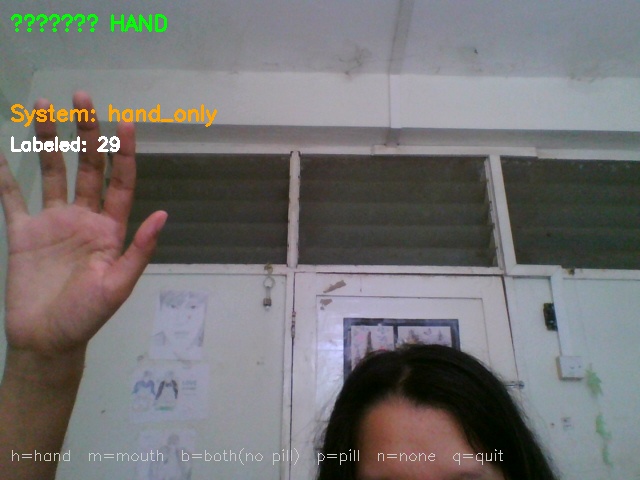 ??????? HAND
System: hand_only
Labeled: 29
h=hand m=mouth b=both(no pill) p=pill n=none q=quit